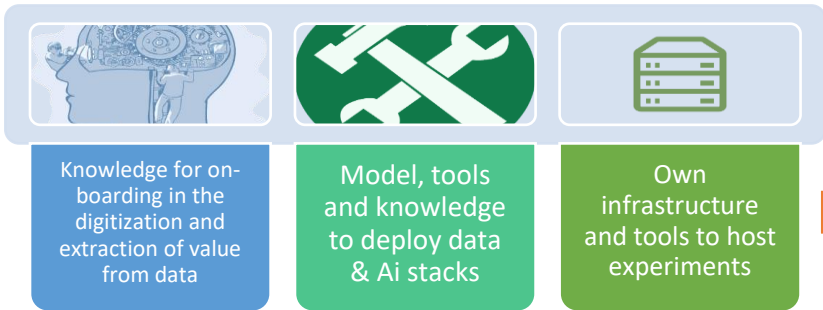 Knowledge for on-
boarding in the
digitization and
extraction of value
from data
Model, tools
and knowledge
to deploy data
& Ai stacks
Own
infrastructure
and tools to host
experiments